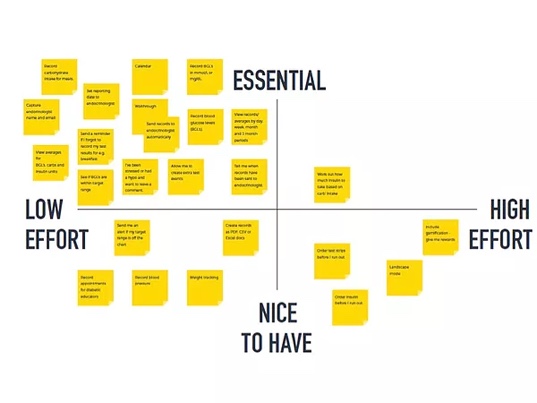 Record
carbohydrate
intake for meals
Calendar
Record BGLs
in mmol/L or
mg/dL
ESSENTIAL
Set reporting
date to
endocrinologist
Capture
endocrinologist
name and email
Walkthrough
Send records to
endocrinologist
automatically
Record blood
glucose levels
(BGLs)
View records/
averages by day,
week, month
and 3 month
periods
Send a reminder
if I forget to
record my test
results for e.g.
breakfast
View averages
for
BGLs, carbs and
insulin units
See if BGLs are
within target
range
I've been
stressed or had
a hypo and
want to leave a
comment
Allow me to
create extra test
events
Tell me when
records have
been sent to
endocrinologist
Work out how
much insulin to
take based on
carb intake
LOW
EFFORT
HIGH
EFFORT
Send me an
alert if my target
range is off the
chart
Create records
as PDF, CSV or
Excel docs
Include
gamification -
give me rewards
Order test strips
before I run out
Landscape
mode
Record
appointments
for diabetic
educators
Record blood
pressure
Weight tracking
Order insulin
before I run out
NICE
TO HAVE